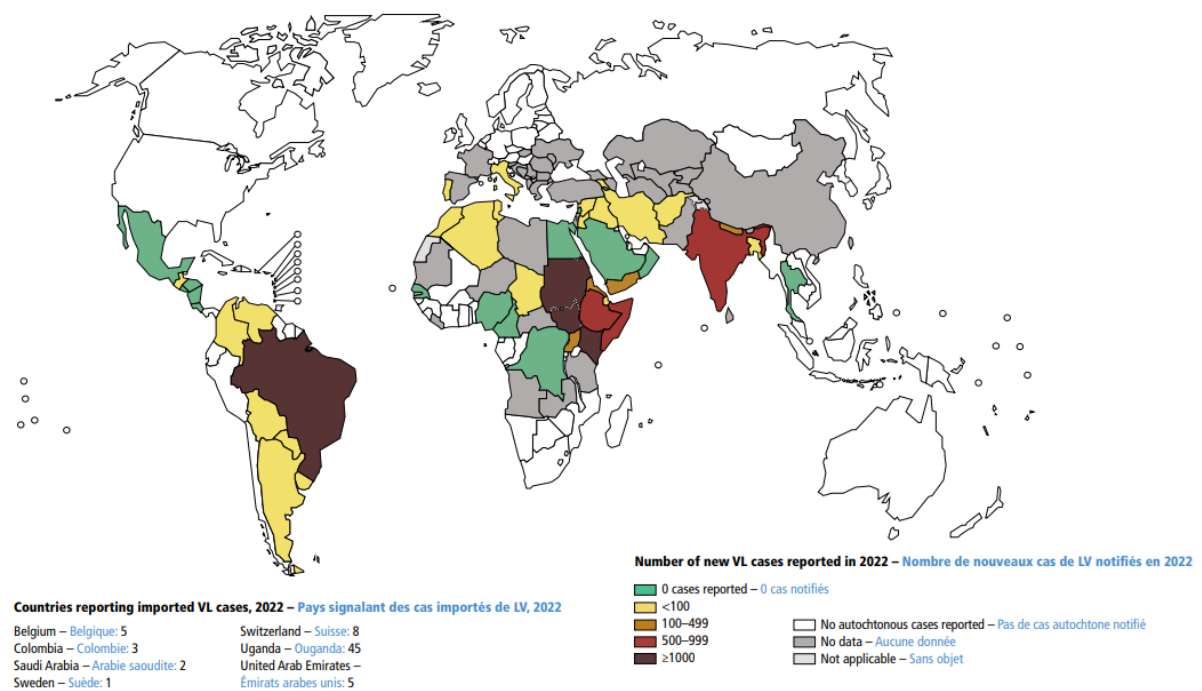 Number of new VL cases reported in 2022 – Nombre de nouveaux cas de LV notifiés en 2022
0 cases reported – 0 cas notifiés
<100
100–499
500–999
≥1000
No autochtonous cases reported – Pas de cas autochtone notifié
No data – Aucune donnée
Not applicable – Sans objet
Countries reporting imported VL cases, 2022 – Pays signalant des cas importés de LV, 2022
Belgium – Belgique: 5
Colombia – Colombie: 3
Saudi Arabia – Arabie saoudite: 2
Sweden – Suède: 1
Switzerland – Suisse: 8
Uganda – Ouganda: 45
United Arab Emirates –
Émirats arabes unis: 5